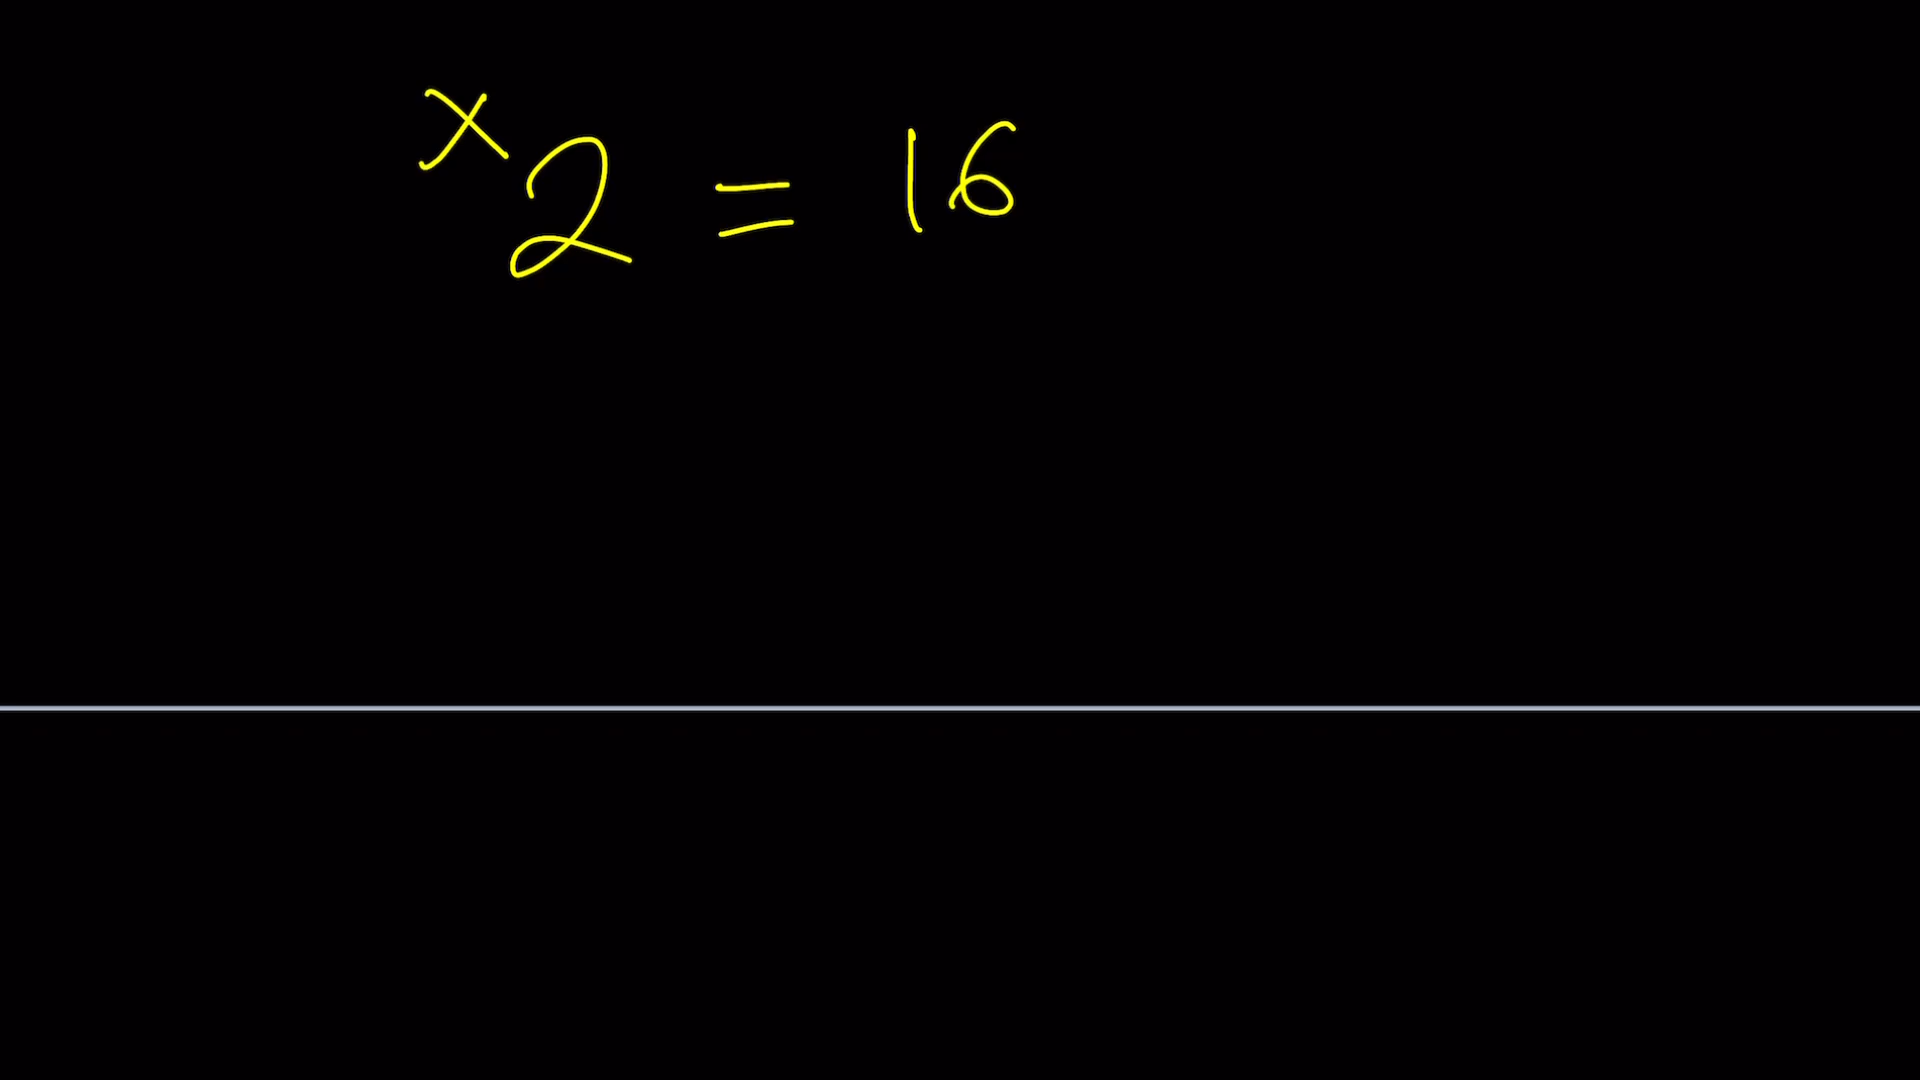 ˣ2 = 16